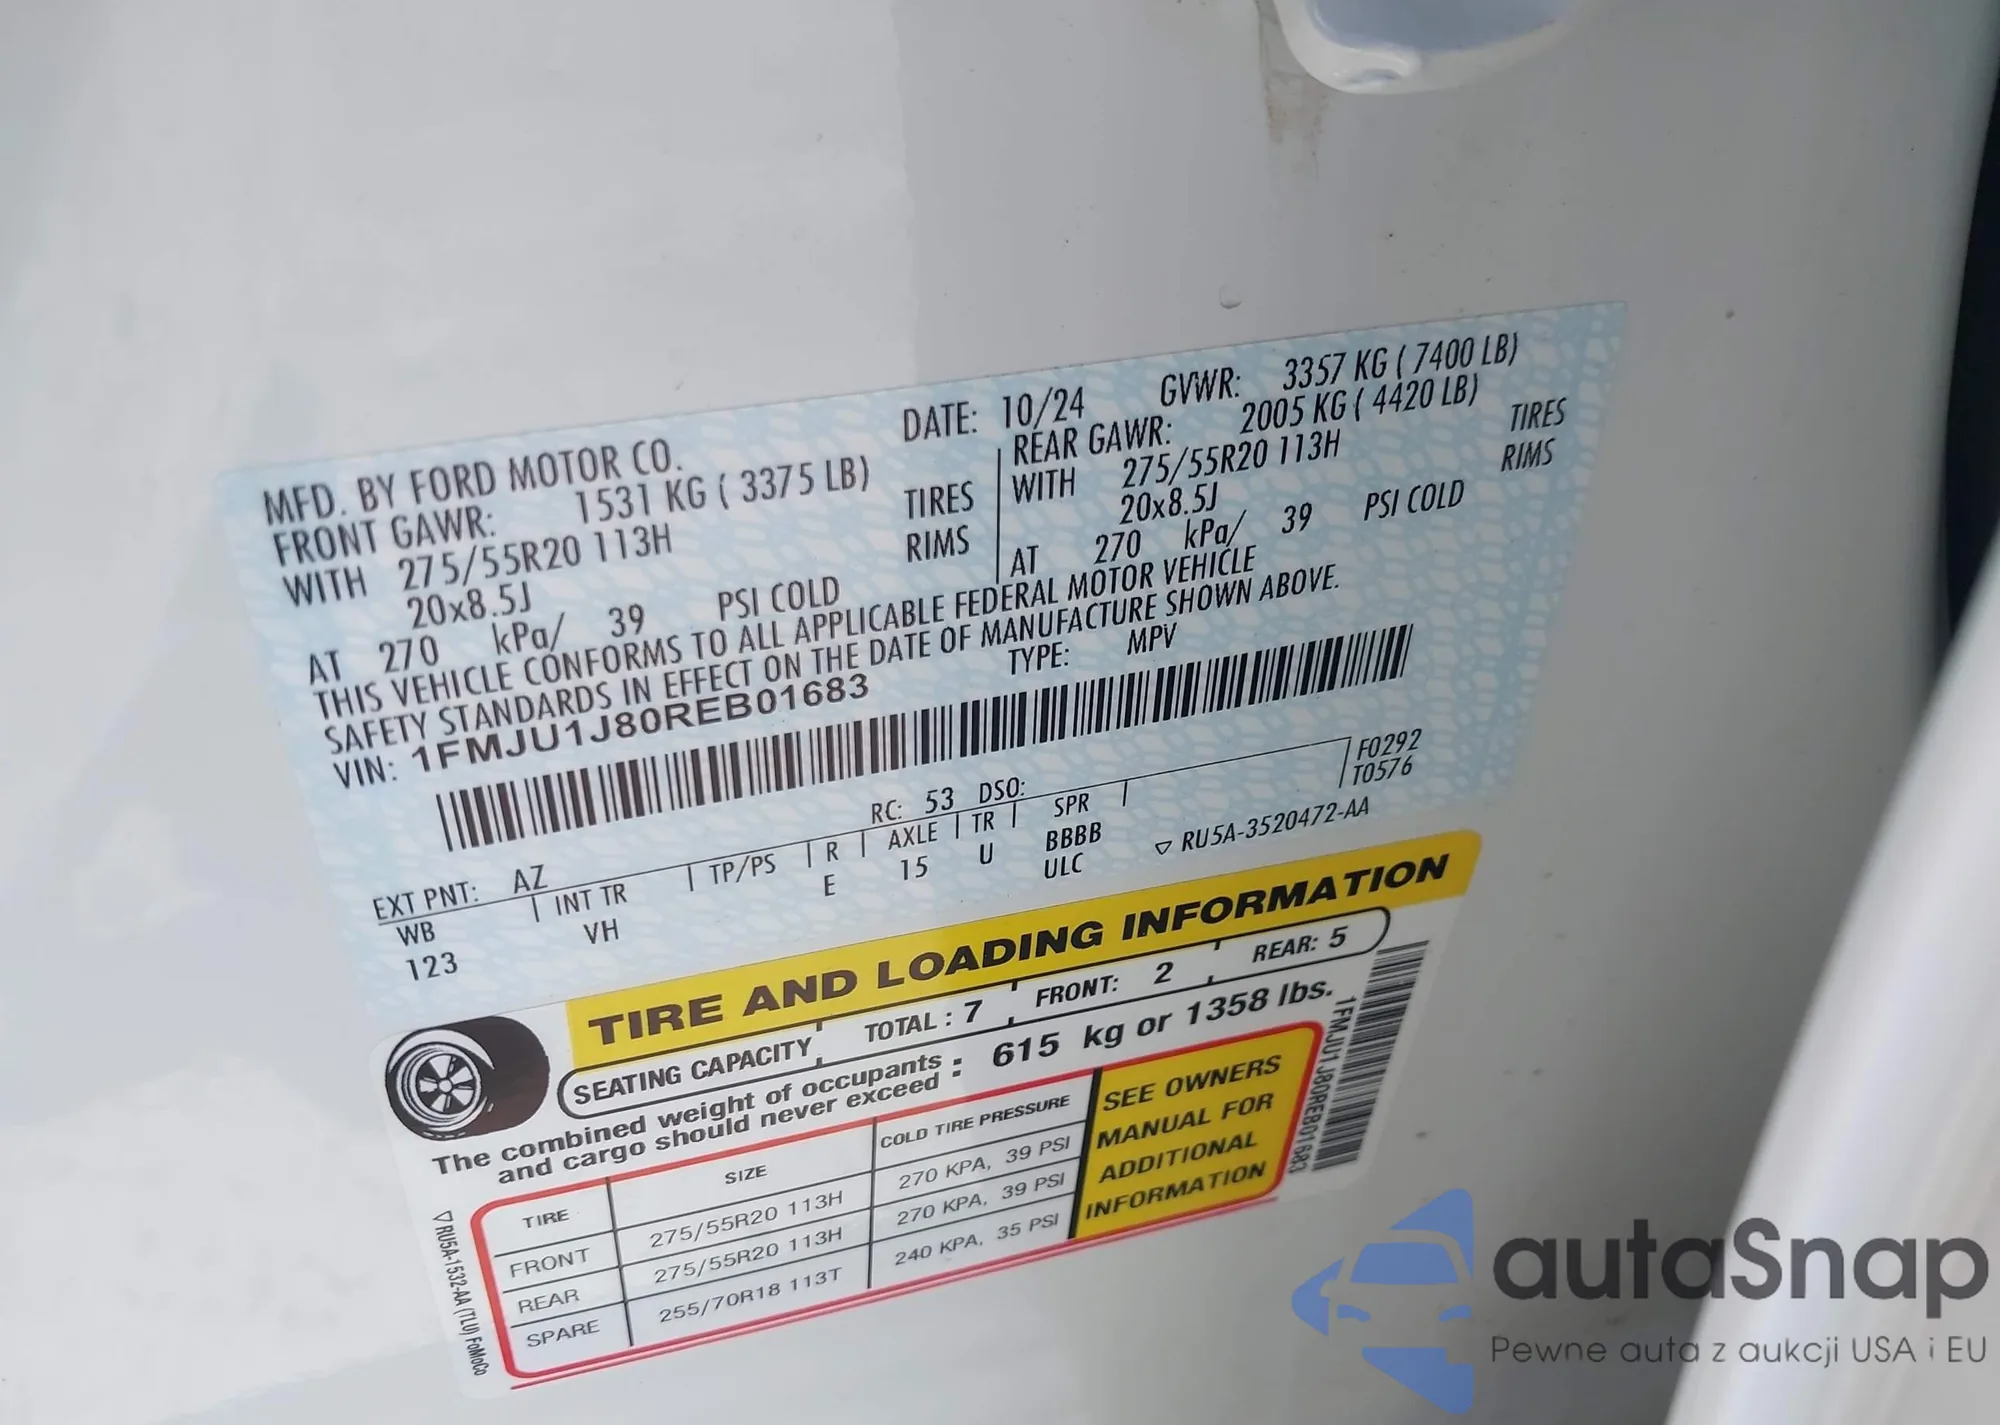 MFD. BY FORD MOTOR CO.
DATE: 10/24 GVWR: 3357 KG ( 7400 LB)
FRONT GAWR: 1531 KG ( 3375 LB)
WITH 275/55R20 113H TIRES
20x8.5J RIMS
AT 270 kPa/ 39 PSI COLD
REAR GAWR: 2005 KG ( 4420 LB)
WITH 275/55R20 113H TIRES
20x8.5J RIMS
AT 270 kPa/ 39 PSI COLD
THIS VEHICLE CONFORMS TO ALL APPLICABLE FEDERAL MOTOR VEHICLE
SAFETY STANDARDS IN EFFECT ON THE DATE OF MANUFACTURE SHOWN ABOVE.
VIN: 1FMJU1J80REB01683 TYPE: MPV
F0292
T0576
EXT PNT: AZ RC: 53 DSO:
WB INT TR TP/PS R AXLE TR SPR
123 VH E 15 U BBBB
ULC
RU5A-3520472-AA
TIRE AND LOADING INFORMATION
SEATING CAPACITY TOTAL : 7 FRONT: 2 REAR: 5
The combined weight of occupants and cargo should never exceed : 615 kg or 1358 lbs.
TIRE SIZE COLD TIRE PRESSURE
FRONT 275/55R20 113H 270 KPA, 39 PSI
REAR 275/55R20 113H 270 KPA, 39 PSI
SPARE 255/70R18 113T 240 KPA, 35 PSI
SEE OWNERS
MANUAL FOR
ADDITIONAL
INFORMATION
1FMJU1J80REB01683
RU5A-1532-AA (TLU) FoMoCo
autaSnap
Pewne auta z aukcji USA i EU